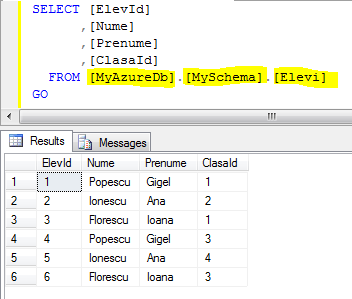 SELECT [ElevId]
,[Nume]
,[Prenume]
,[ClasaId]
FROM [MyAzureDb].[MySchema].[Elevi]
GO
Results Messages
ElevId Nume Prenume ClasaId
1 1 Popescu Gigel 1
2 2 Ionescu Ana 2
3 3 Florescu Ioana 1
4 4 Popescu Gigel 3
5 5 Ionescu Ana 4
6 6 Florescu Ioana 3